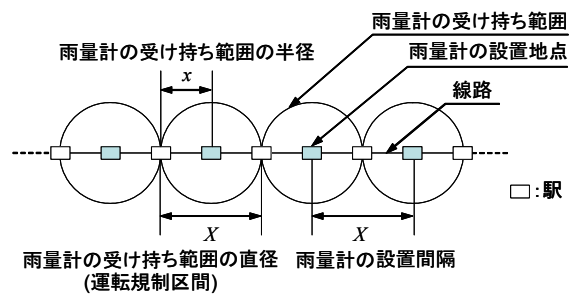 雨量計の受け持ち範囲
雨量計の受け持ち範囲の半径
雨量計の設置地点
x
線路
□:駅
X
X
雨量計の受け持ち範囲の直径
(運転規制区間)
雨量計の設置間隔